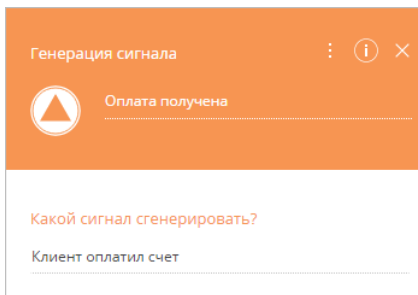 Генерация сигнала
Оплата получена
Какой сигнал сгенерировать?
Клиент оплатил счет